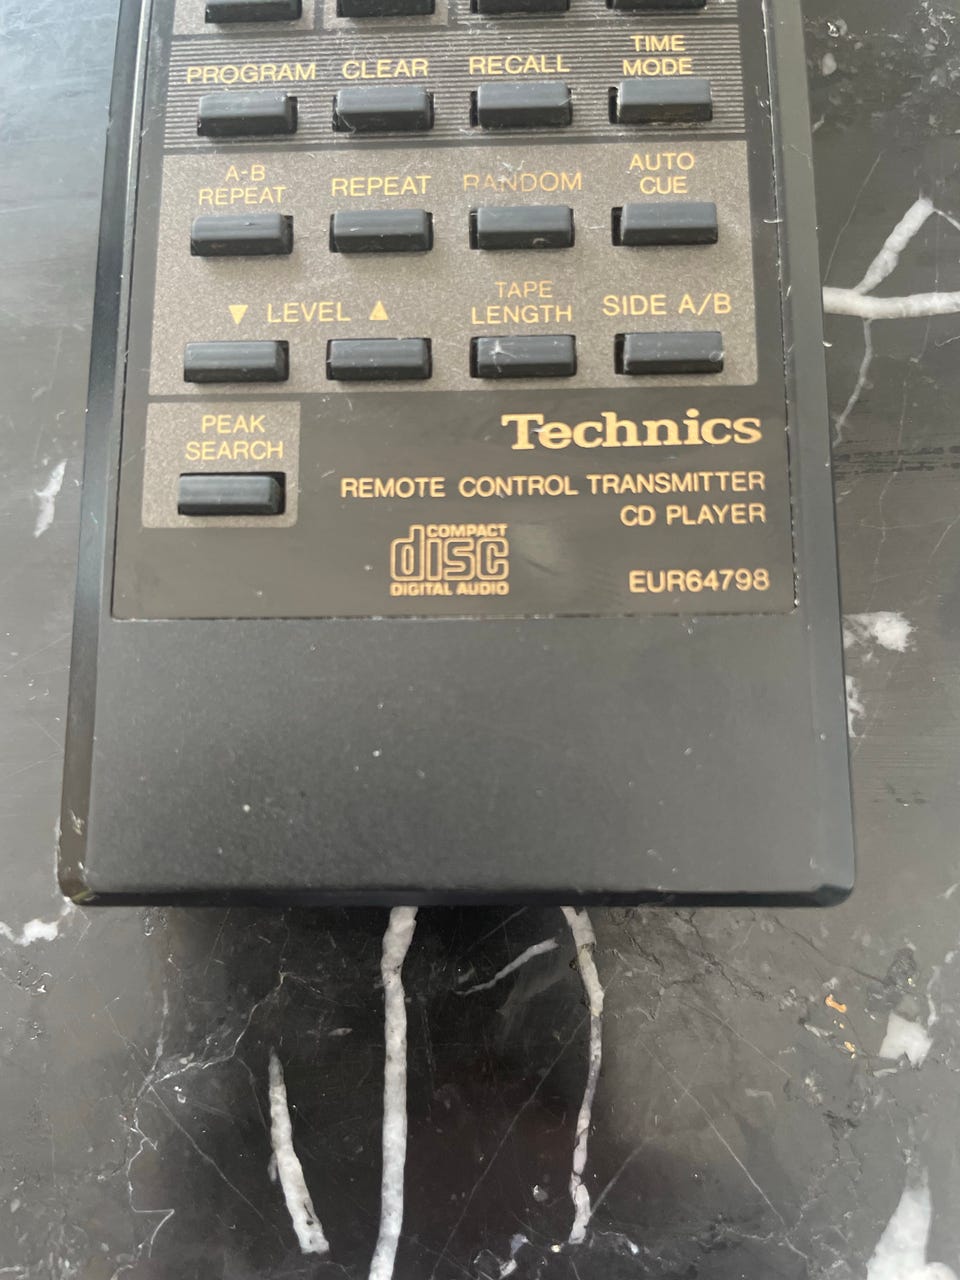 PROGRAM CLEAR RECALL TIME MODE
A-B REPEAT REPEAT RANDOM AUTO CUE
▼ LEVEL ▲ TAPE LENGTH SIDE A/B
PEAK SEARCH
Technics
REMOTE CONTROL TRANSMITTER
CD PLAYER
COMPACT
disc
DIGITAL AUDIO
EUR64798